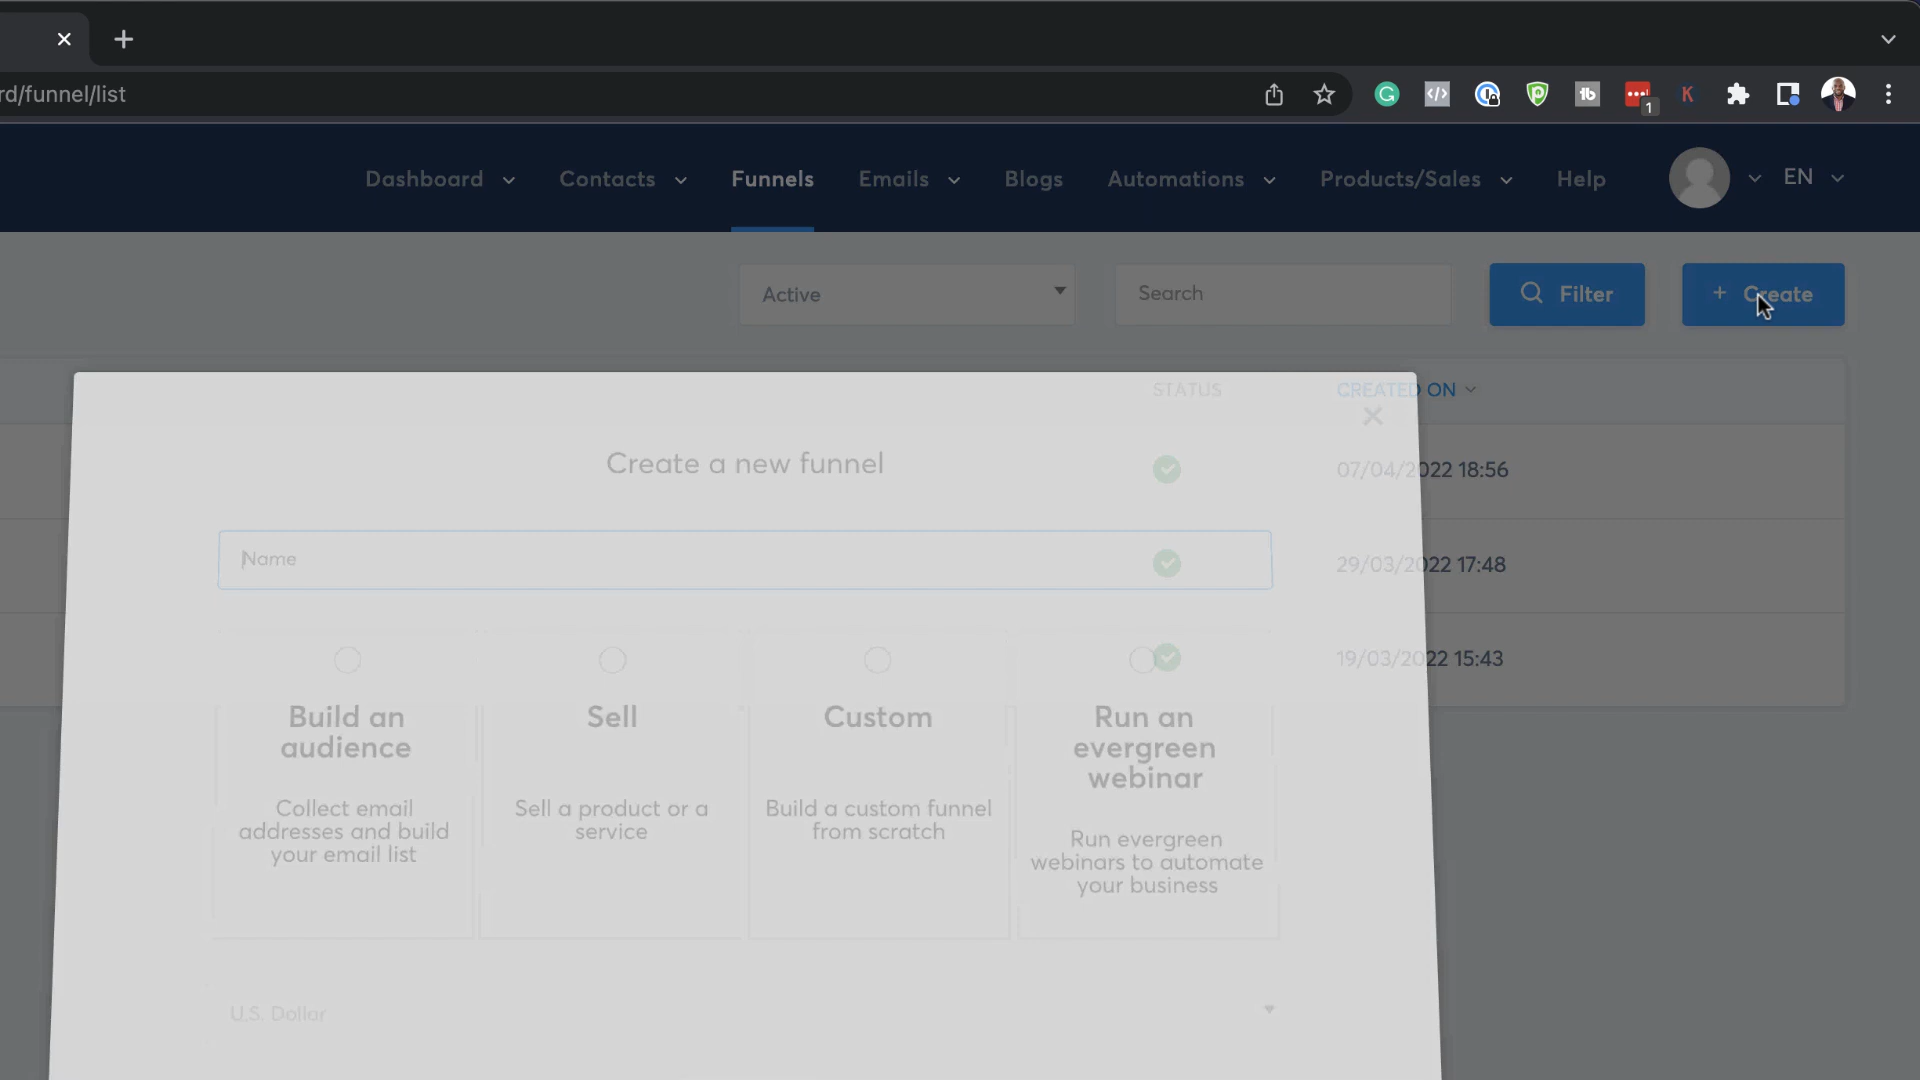 rd/funnel/list
1
Dashboard Contacts Funnels Emails Blogs Automations Products/Sales Help EN
Active Search Filter + Create
STATUS CREATED ON
Create a new funnel
07/04/2022 18:56
Name
29/03/2022 17:48
19/03/2022 15:43
Build an
audience
Collect email
addresses and build
your email list
Sell
Sell a product or a
service
Custom
Build a custom funnel
from scratch
Run an
evergreen
webinar
Run evergreen
webinars to automate
your business
U.S. Dollar